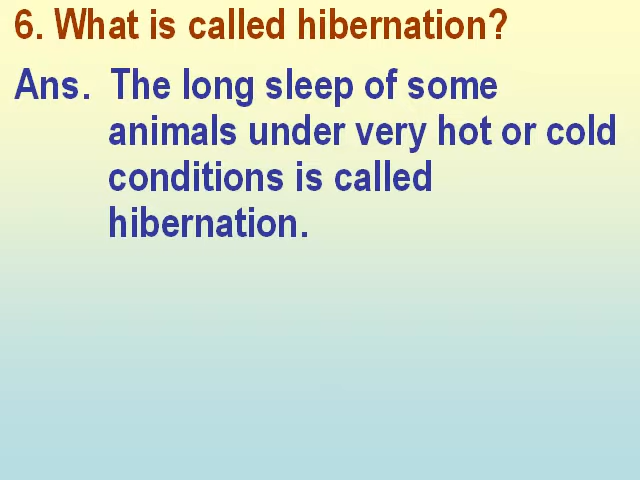 6. What is called hibernation?
Ans. The long sleep of some
animals under very hot or cold
conditions is called
hibernation.